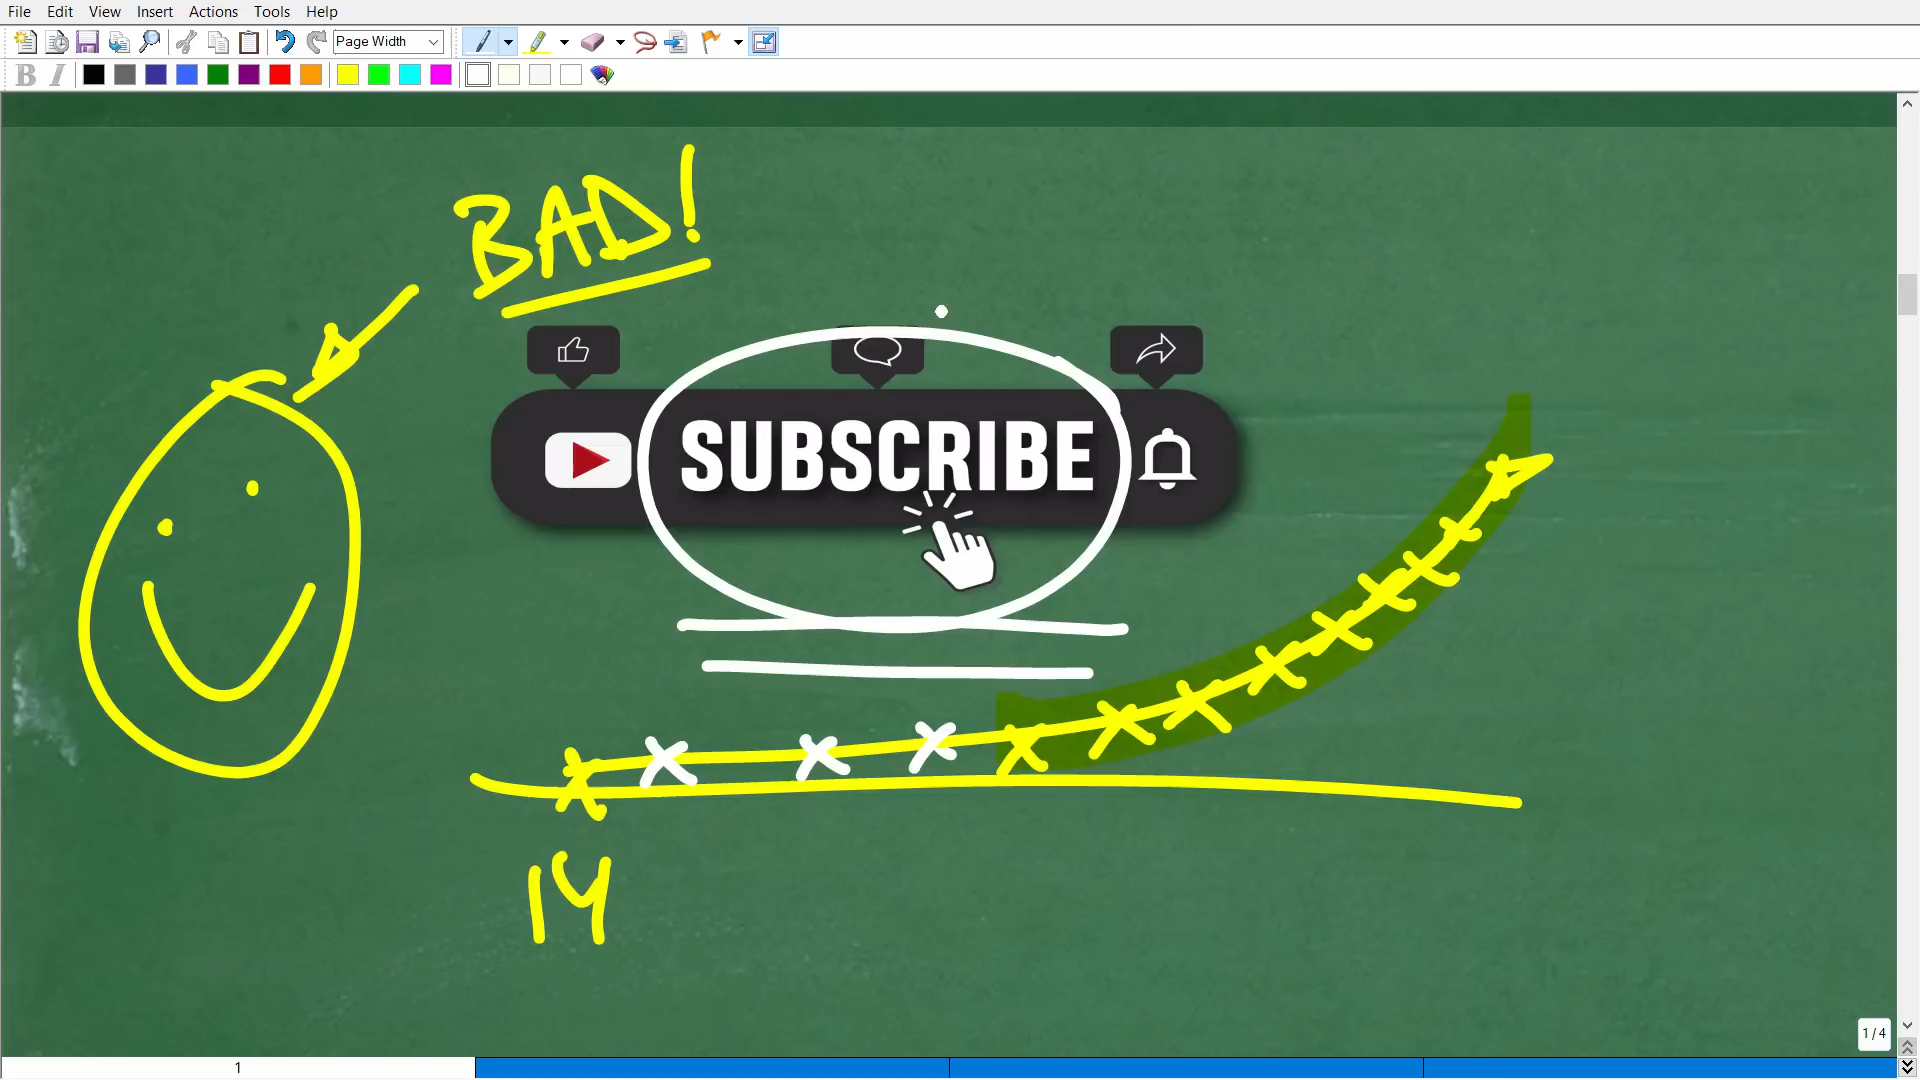 File Edit View Insert Actions Tools Help
Page Width
B I
BAD!
SUBSCRIBE
14
1 / 4
1